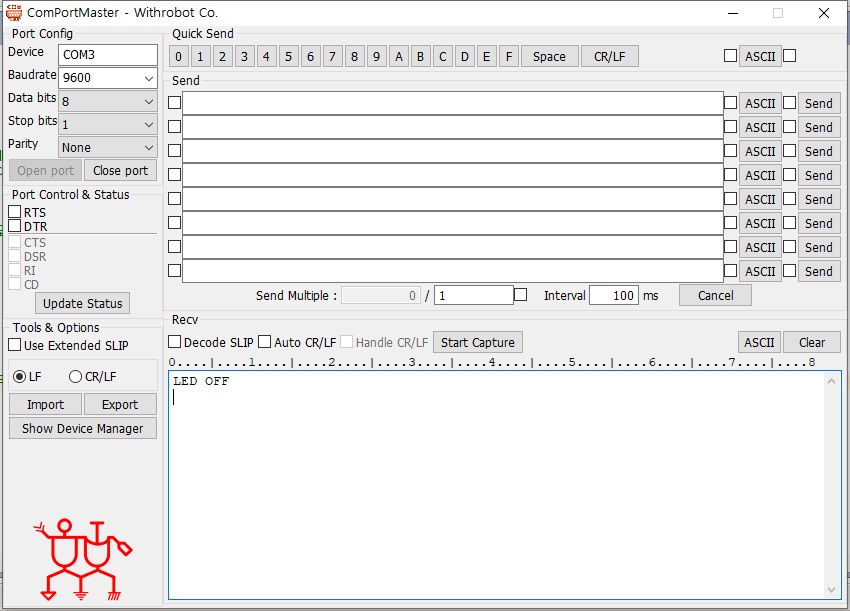 ComPortMaster - Withrobot Co.
Port Config
Device COM3
Baudrate 9600
Data bits 8
Stop bits 1
Parity None
Open port Close port
Port Control & Status
RTS
DTR
CTS
DSR
RI
CD
Update Status
Tools & Options
Use Extended SLIP
LF CR/LF
Import Export
Show Device Manager
Quick Send
0 1 2 3 4 5 6 7 8 9 A B C D E F Space CR/LF ASCII
Send
ASCII Send
ASCII Send
ASCII Send
ASCII Send
ASCII Send
ASCII Send
ASCII Send
ASCII Send
Send Multiple : 0 / 1 Interval 100 ms Cancel
Recv
Decode SLIP Auto CR/LF Handle CR/LF Start Capture ASCII Clear
0....|....1....|....2....|....3....|....4....|....5....|....6....|....7....|....8
LED OFF